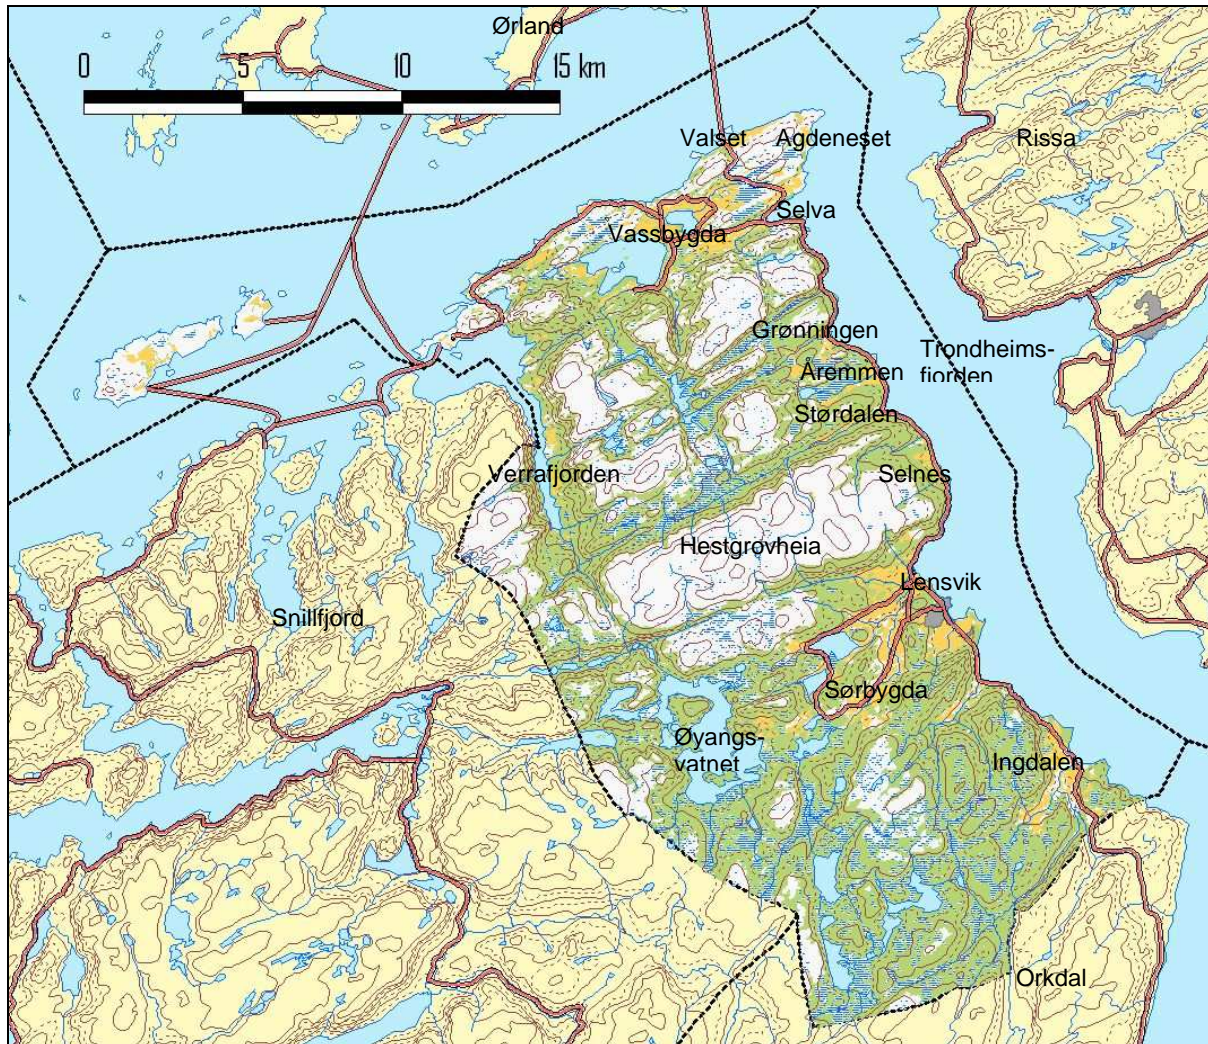 Ørland
0 5 10 15 km
Valset Agdeneset
Rissa
Selva
Vassbygda
Grønningen
Trondheims-
fjorden
Åremmen
Størdalen
Verrafjorden
Selnes
Hestgrovheia
Lensvik
Snillfjord
Sørbygda
Øyangs-
vatnet
Ingdalen
Orkdal